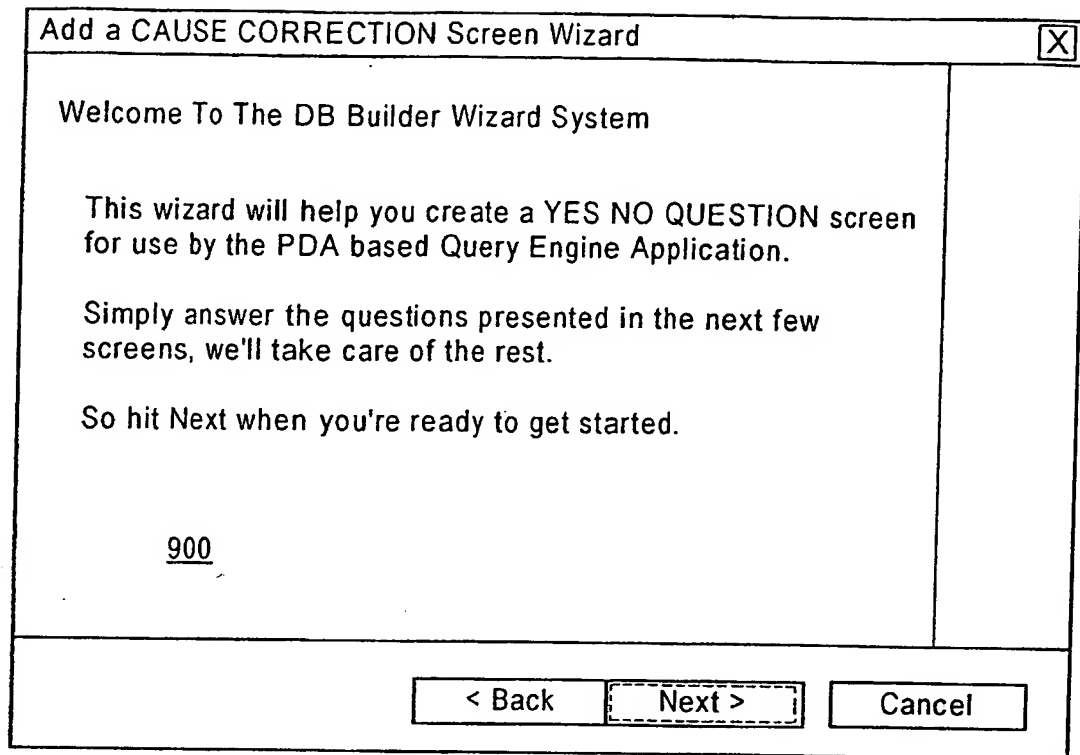 Add a CAUSE CORRECTION Screen Wizard X
Welcome To The DB Builder Wizard System
This wizard will help you create a YES NO QUESTION screen
for use by the PDA based Query Engine Application.
Simply answer the questions presented in the next few
screens, we'll take care of the rest.
So hit Next when you're ready to get started.
900
< Back Next > Cancel